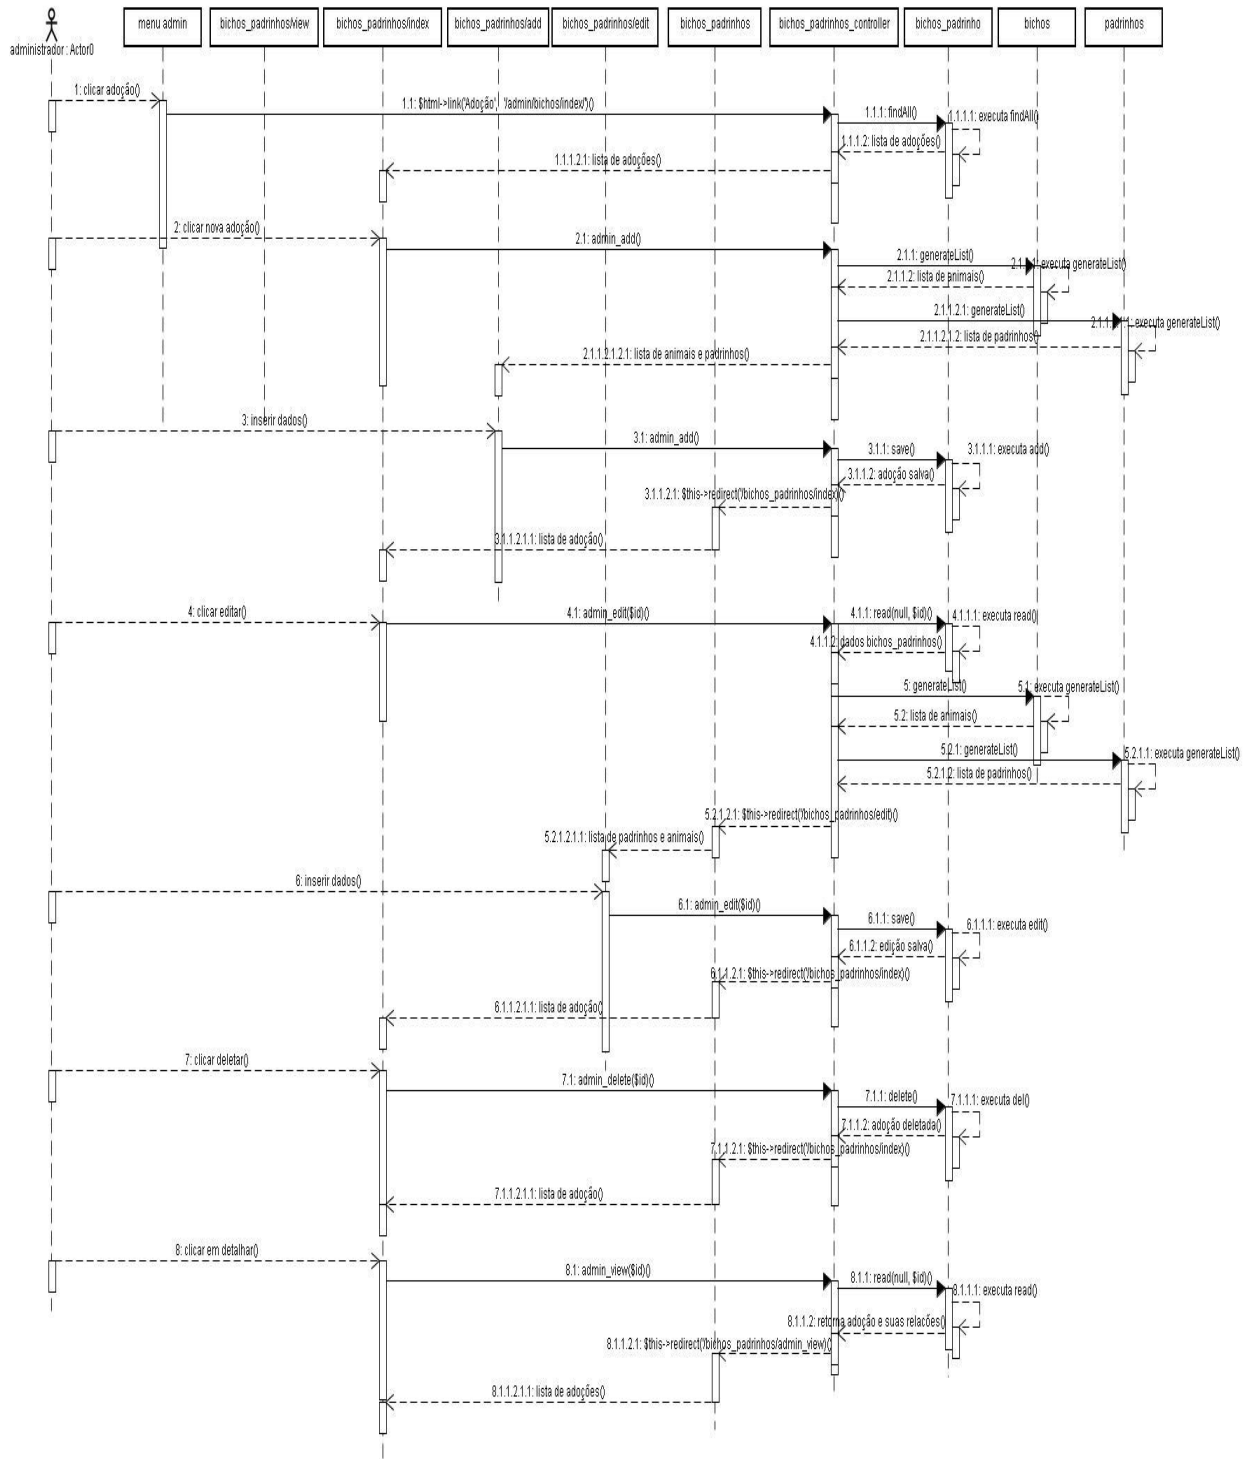 menu admin
bichos_padrinhos/view
bichos_padrinhos/index
bichos_padrinhos/add
bichos_padrinhos/edit
bichos_padrinhos
bichos_padrinhos_controller
bichos_padrinho
bichos
padrinhos
administrador : Actor0
1: clicar adoção()
1.1: $html->link('Adoção', '/admin/bichos/index/')()
1.1.1: findAll()
1.1.1.1: executa findAll()
1.1.1.2: lista de adoções()
1.1.1.2.1: lista de adoções()
2: clicar nova adoção()
2.1: admin_add()
2.1.1: generateList()
executa generateList()
2.1.1.2: lista de animais()
2.1.1.2.1: generateList()
executa generateList()
2.1.1.2.1.2: lista de padrinhos()
2.1.1.2.1.2.1: lista de animais e padrinhos()
3: inserir dados()
3.1: admin_add()
3.1.1: save()
3.1.1.1: executa add()
3.1.1.2: adoção salva()
3.1.1.2.1: $this->redirect('/bichos_padrinhos/index)()
3.1.1.2.1.1: lista de adoção()
4: clicar editar()
4.1: admin_edit($id)()
4.1.1: read(null, $id)()
4.1.1.1: executa read()
4.1.1.2: dados bichos_padrinhos()
5: generateList()
5.1: executa generateList()
5.2: lista de animais()
5.2.1: generateList()
5.2.1.1: executa generateList()
5.2.1.2: lista de padrinhos()
5.2.1.2.1: $this->redirect('/bichos_padrinhos/edit)()
5.2.1.2.1.1: lista de padrinhos e animais()
6: inserir dados()
6.1: admin_edit($id)()
6.1.1: save()
6.1.1.1: executa edit()
6.1.1.2: edição salva()
6.1.1.2.1: $this->redirect('/bichos_padrinhos/index)()
6.1.1.2.1.1: lista de adoção()
7: clicar deletar()
7.1: admin_delete($id)()
7.1.1: delete()
7.1.1.1: executa del()
7.1.1.2: adoção deletada()
7.1.1.2.1: $this->redirect('/bichos_padrinhos/index)()
7.1.1.2.1.1: lista de adoção()
8: clicar em detalhar()
8.1: admin_view($id)()
8.1.1: read(null, $id)()
8.1.1.1: executa read()
8.1.1.2: retorna adoção e suas relacões()
8.1.1.2.1: $this->redirect('/bichos_padrinhos/admin_view)()
8.1.1.2.1.1: lista de adoções()